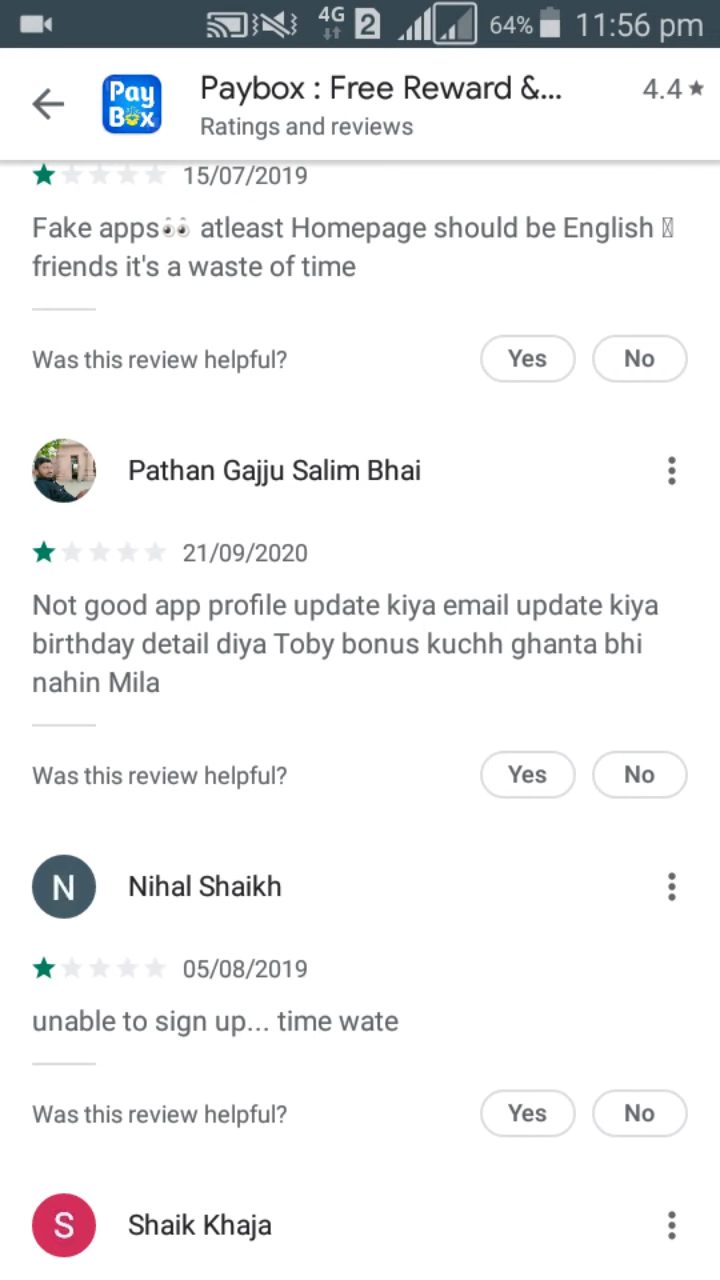 4G 2 64% 11:56 pm
Pay Box
Paybox : Free Reward &... 4.4★
Ratings and reviews
15/07/2019
Fake apps👀 atleast Homepage should be English
friends it's a waste of time
Was this review helpful? Yes No
Pathan Gajju Salim Bhai
21/09/2020
Not good app profile update kiya email update kiya
birthday detail diya Toby bonus kuchh ghanta bhi
nahin Mila
Was this review helpful? Yes No
N Nihal Shaikh
05/08/2019
unable to sign up... time wate
Was this review helpful? Yes No
S Shaik Khaja